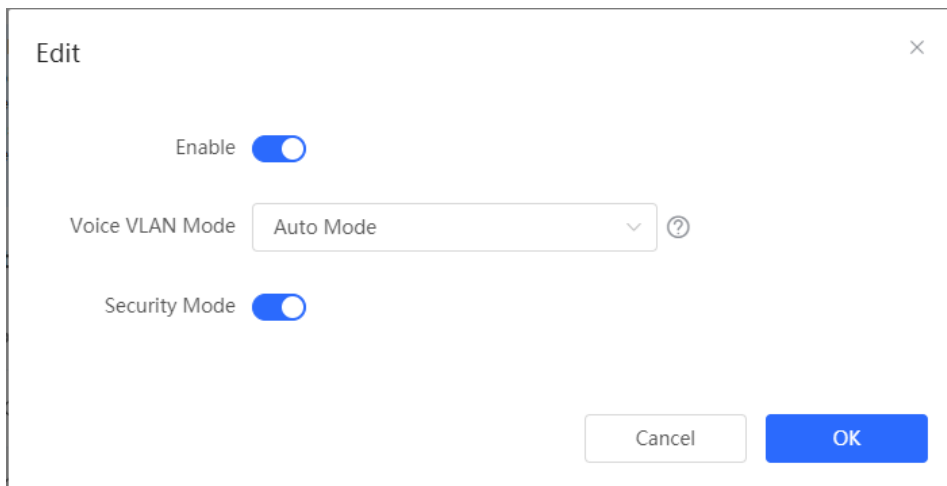 Edit
Enable
Voice VLAN Mode Auto Mode
Security Mode
Cancel OK